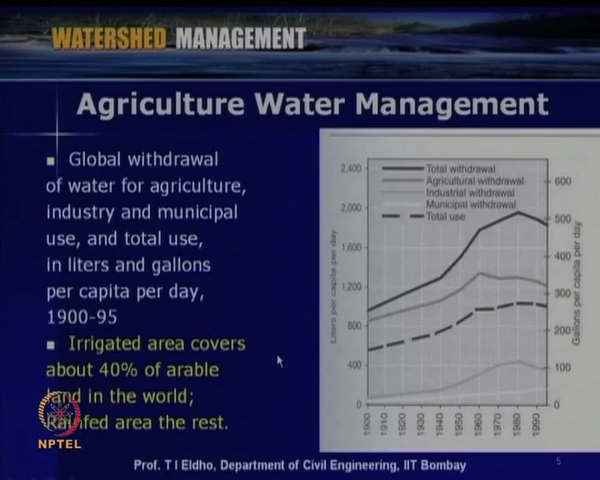 WATERSHED MANAGEMENT
Agriculture Water Management
▪ Global withdrawal
of water for agriculture,
industry and municipal
use, and total use,
in liters and gallons
per capita per day,
1900-95
▪ Irrigated area covers
about 40% of arable
land in the world;
Rainfed area the rest.
NPTEL
Total withdrawal
Agricultural withdrawal
Industrial withdrawal
Municipal withdrawal
Total use
Liters per capita per day
2,400
2,000
1,600
1,200
800
400
0
Gallons per capita per day
600
500
400
300
200
100
0
1900 1910 1920 1930 1940 1950 1960 1970 1980 1990
Prof. T I Eldho, Department of Civil Engineering, IIT Bombay
5